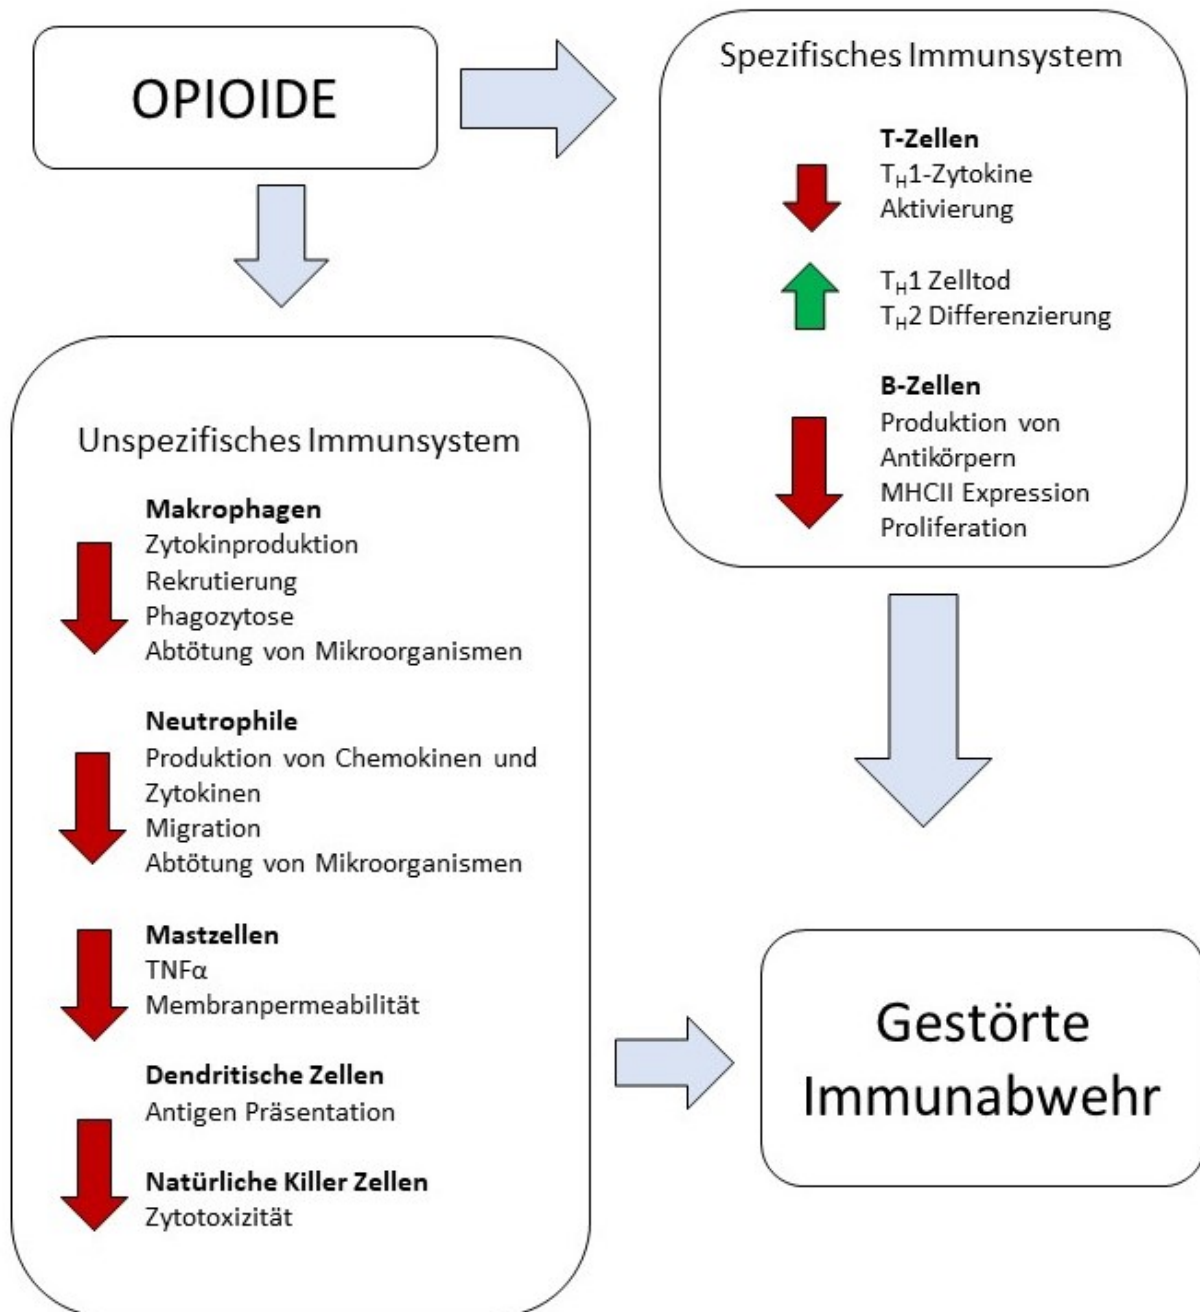 OPIOIDE
Spezifisches Immunsystem
T-Zellen
TH1-Zytokine
Aktivierung
TH1 Zelltod
TH2 Differenzierung
B-Zellen
Produktion von
Antikörpern
MHCII Expression
Proliferation
Unspezifisches Immunsystem
Makrophagen
Zytokinproduktion
Rekrutierung
Phagozytose
Abtötung von Mikroorganismen
Neutrophile
Produktion von Chemokinen und
Zytokinen
Migration
Abtötung von Mikroorganismen
Mastzellen
TNFα
Membranpermeabilität
Dendritische Zellen
Antigen Präsentation
Natürliche Killer Zellen
Zytotoxizität
Gestörte
Immunabwehr